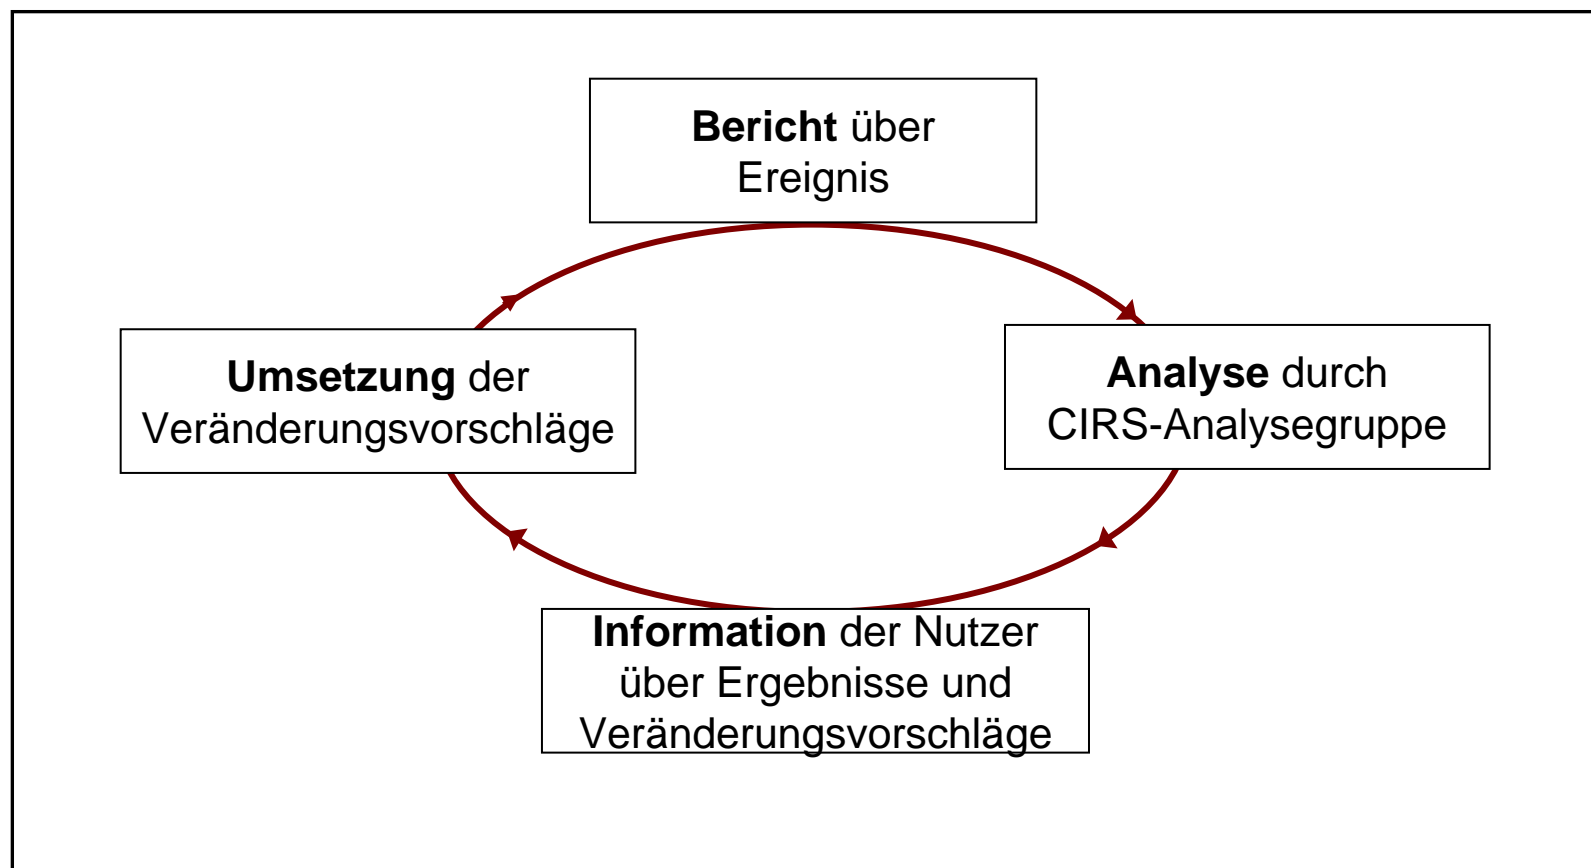 Bericht über
Ereignis
Umsetzung der
Veränderungsvorschläge
Analyse durch
CIRS-Analysegruppe
Information der Nutzer
über Ergebnisse und
Veränderungsvorschläge